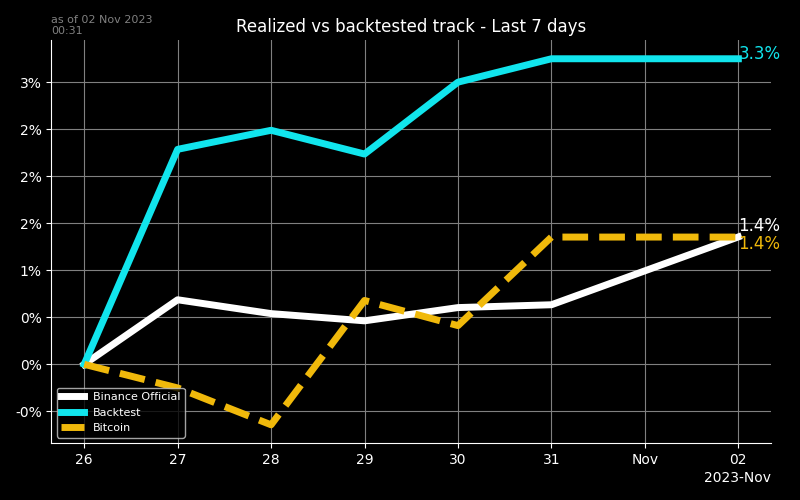 as of 02 Nov 2023
00:31
Realized vs backtested track - Last 7 days
3.3%
3%
2%
2%
2%
1.4%
1.4%
1%
0%
0%
-0%
Binance Official
Backtest
Bitcoin
26 27 28 29 30 31 Nov 02
2023-Nov